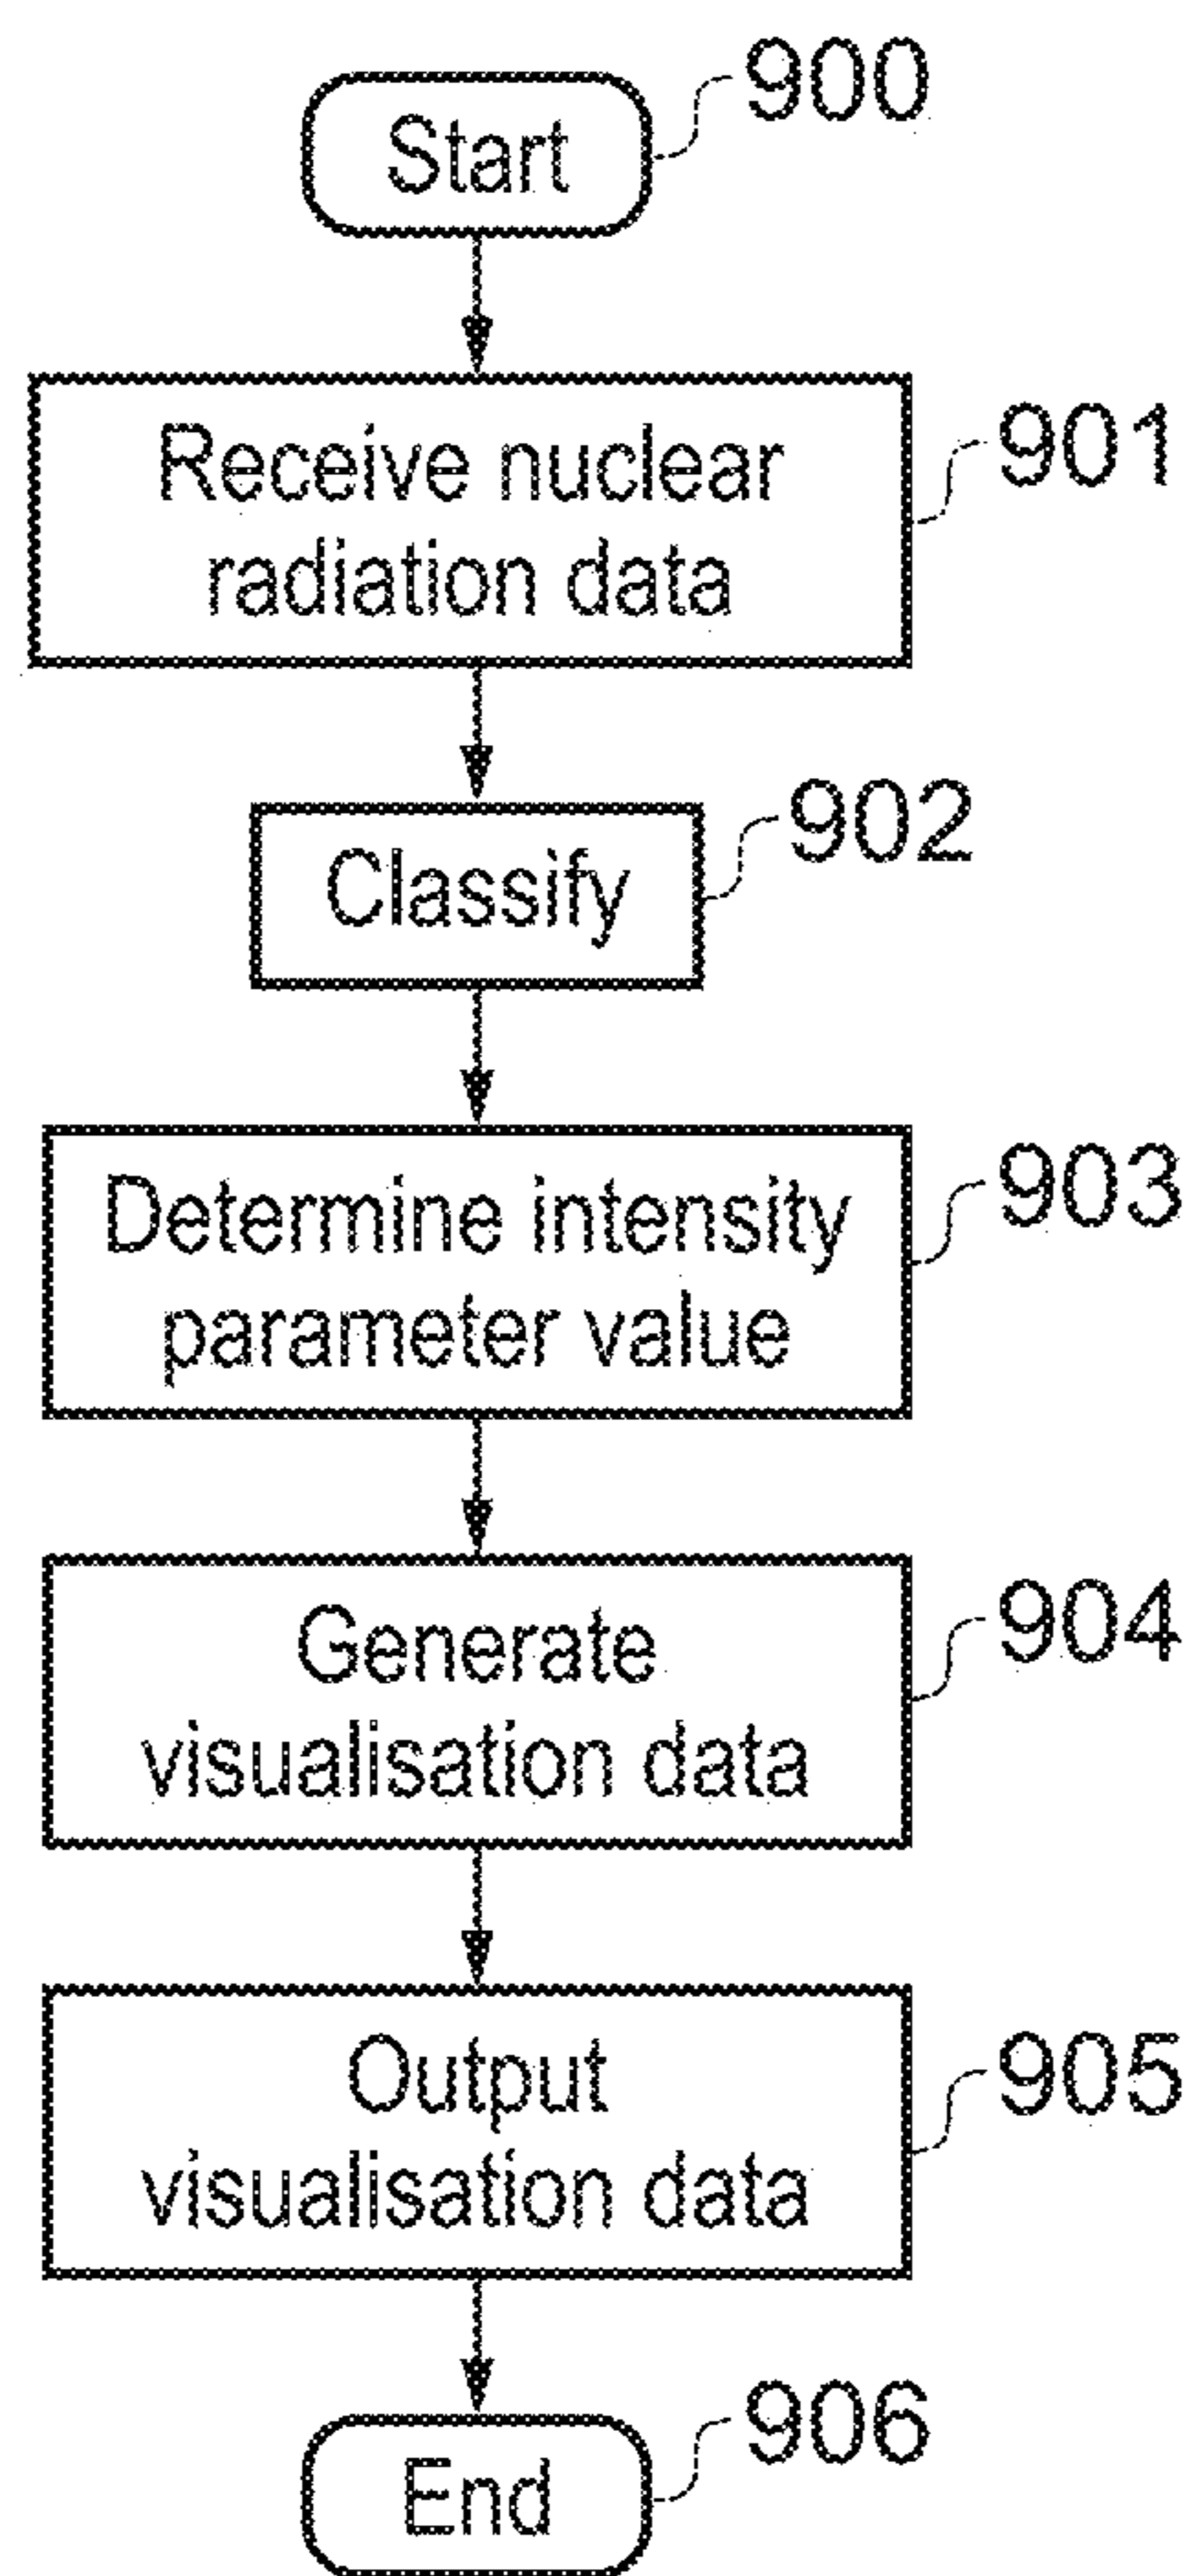 Start
900
Receive nuclear
radiation data
901
Classify
902
Determine intensity
parameter value
903
Generate
visualisation data
904
Output
visualisation data
905
End
906